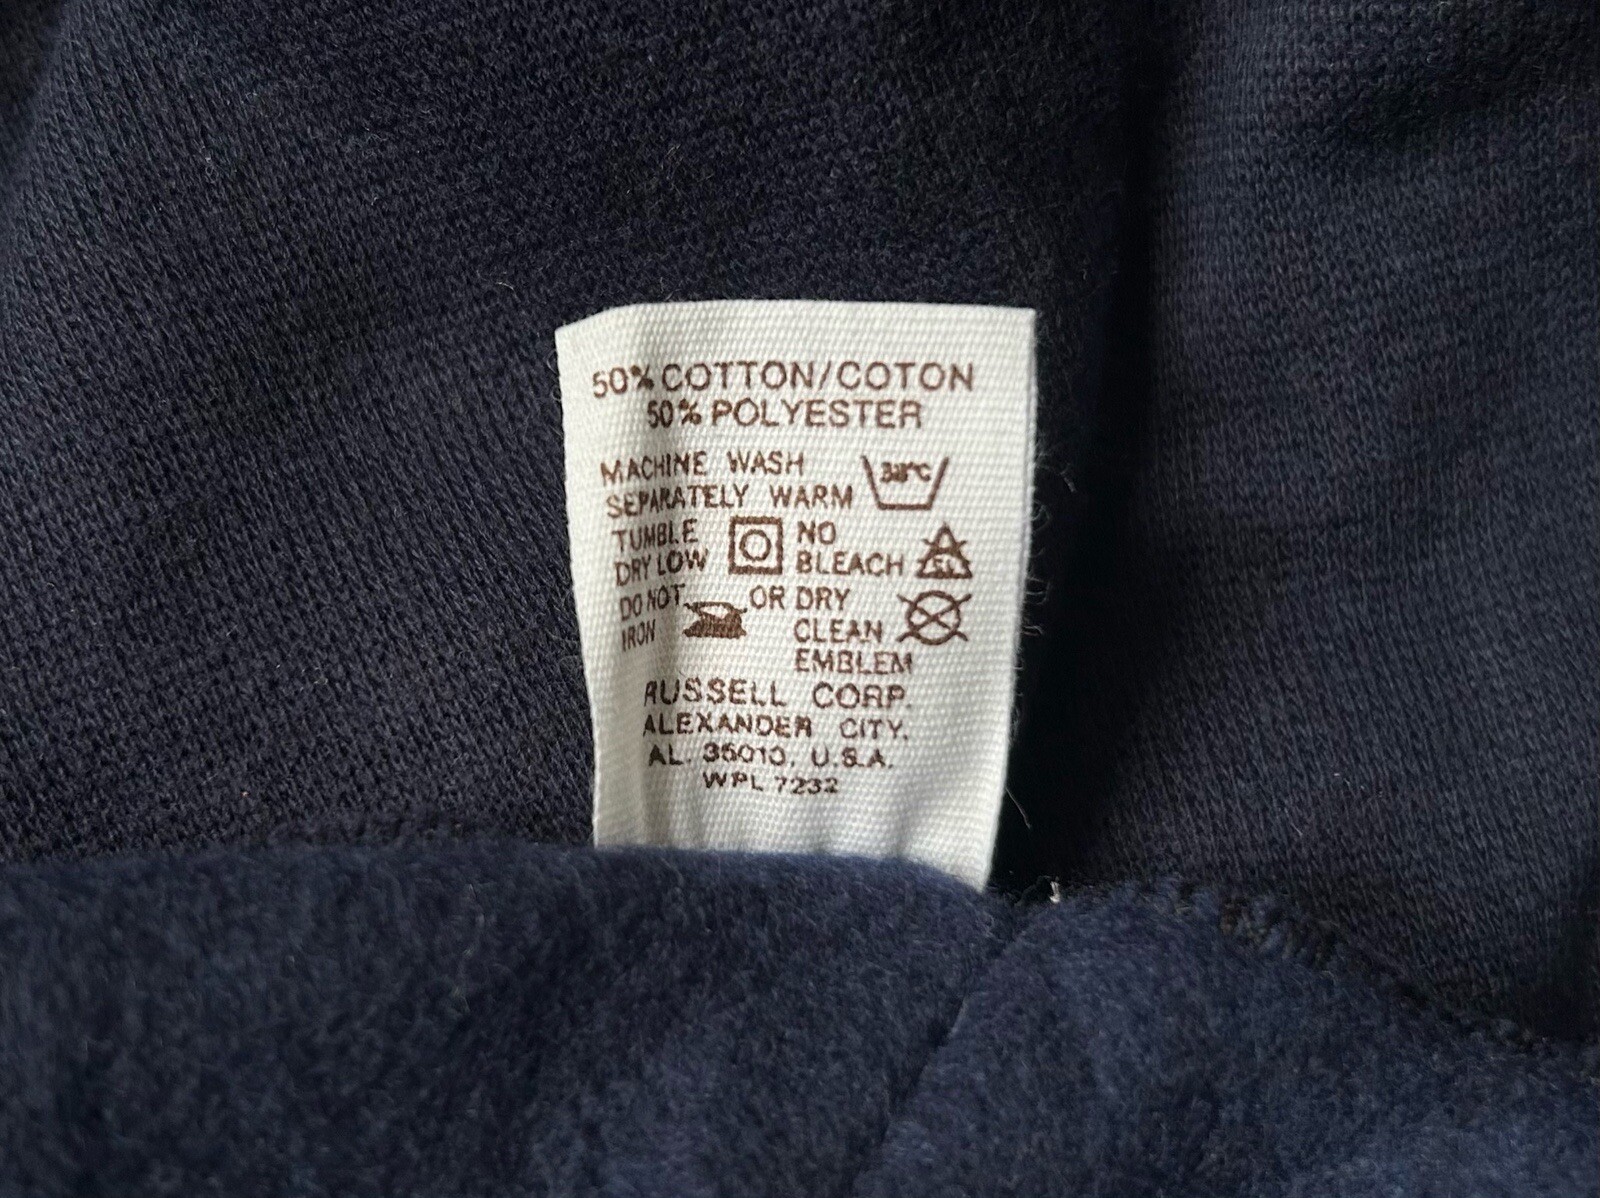 50% COTTON/COTON
50% POLYESTER
MACHINE WASH
SEPARATELY WARM
38°C
TUMBLE
DRY LOW
NO
BLEACH
CL
DO NOT
IRON
OR DRY
CLEAN
EMBLEM
RUSSELL CORP.
ALEXANDER CITY,
AL. 35010, U.S.A.
WPL 7232